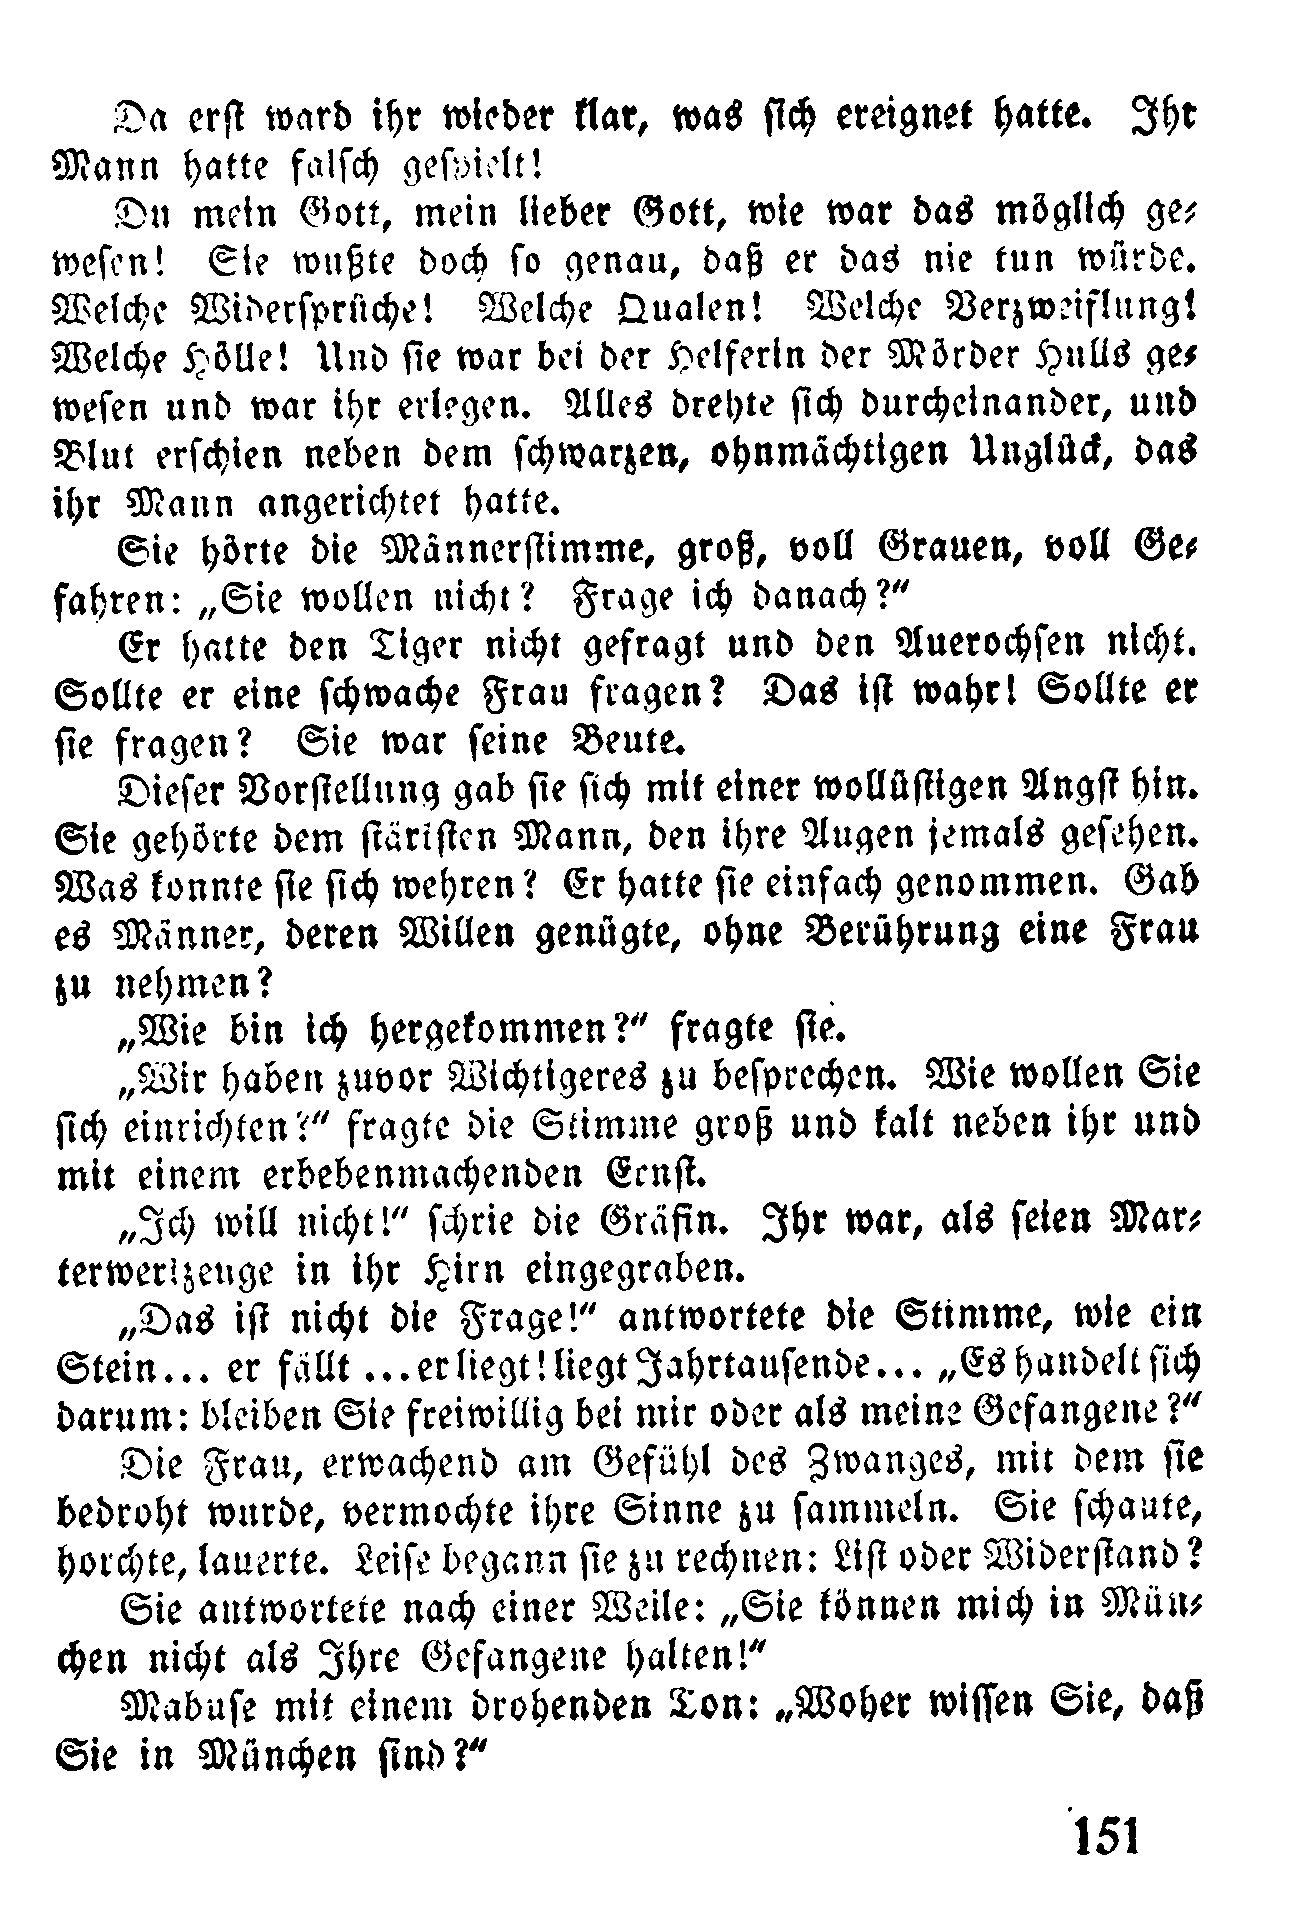 Da erst ward ihr wieder klar, was sich ereignet hatte. Ihr
Mann hatte falsch gespielt!
Du mein Gott, mein lieber Gott, wie war das möglich ge-
wesen! Sie wußte doch so genau, daß er das nie tun würde.
Welche Widersprüche! Welche Qualen! Welche Verzweiflung!
Welche Hölle! Und sie war bei der Helferin der Mörder Hulls ge-
wesen und war ihr erlegen. Alles drehte sich durcheinander, und
Blut erschien neben dem schwarzen, ohnmächtigen Unglück, das
ihr Mann angerichtet hatte.
Sie hörte die Männerstimme, groß, voll Grauen, voll Ge-
fahren: „Sie wollen nicht? Frage ich danach?“
Er hatte den Tiger nicht gefragt und den Auerochsen nicht.
Sollte er eine schwache Frau fragen? Das ist wahr! Sollte er
sie fragen? Sie war seine Beute.
Dieser Vorstellung gab sie sich mit einer wollüstigen Angst hin.
Sie gehörte dem stärksten Mann, den ihre Augen jemals gesehen.
Was konnte sie sich wehren? Er hatte sie einfach genommen. Gab
es Männer, deren Willen genügte, ohne Berührung eine Frau
zu nehmen?
„Wie bin ich hergekommen?“ fragte sie.
„Wir haben zuvor Wichtigeres zu besprechen. Wie wollen Sie
sich einrichten?“ fragte die Stimme groß und kalt neben ihr und
mit einem erbebenmachenden Ernst.
„Ich will nicht!“ schrie die Gräfin. Ihr war, als seien Mar-
terwerkzeuge in ihr Hirn eingegraben.
„Das ist nicht die Frage!“ antwortete die Stimme, wie ein
Stein... er fällt ...er liegt! liegt Jahrtausende... „Es handelt sich
darum: bleiben Sie freiwillig bei mir oder als meine Gefangene?“
Die Frau, erwachend am Gefühl des Zwanges, mit dem sie
bedroht wurde, vermochte ihre Sinne zu sammeln. Sie schaute,
horchte, lauerte. Leise begann sie zu rechnen: List oder Widerstand?
Sie antwortete nach einer Weile: „Sie können mich in Mün-
chen nicht als Ihre Gefangene halten!“
Mabuse mit einem drohenden Ton: „Woher wissen Sie, daß
Sie in München sind?“
151